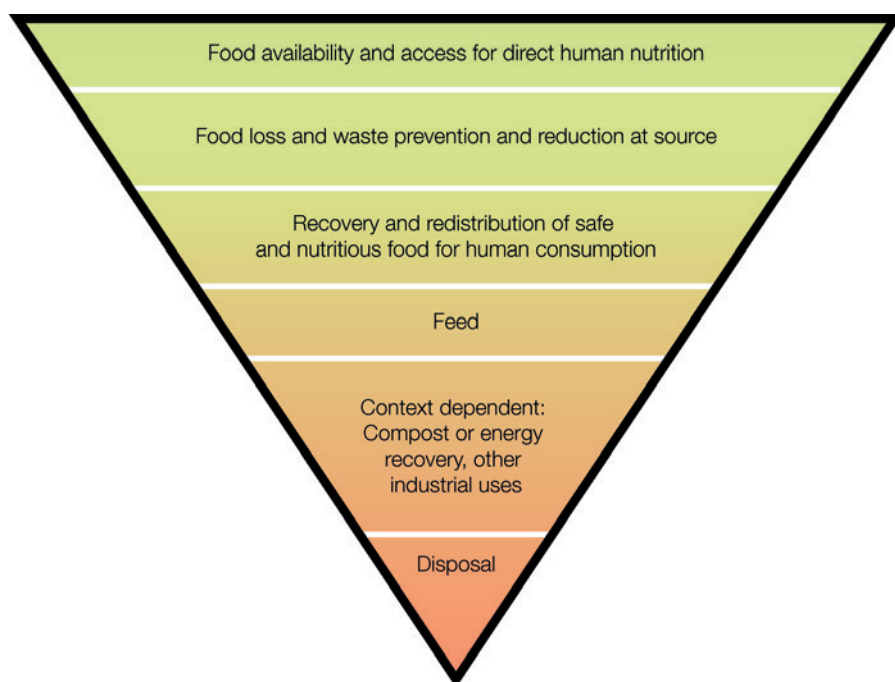 Food availability and access for direct human nutrition
Food loss and waste prevention and reduction at source
Recovery and redistribution of safe
and nutritious food for human consumption
Feed
Context dependent:
Compost or energy
recovery, other
industrial uses
Disposal